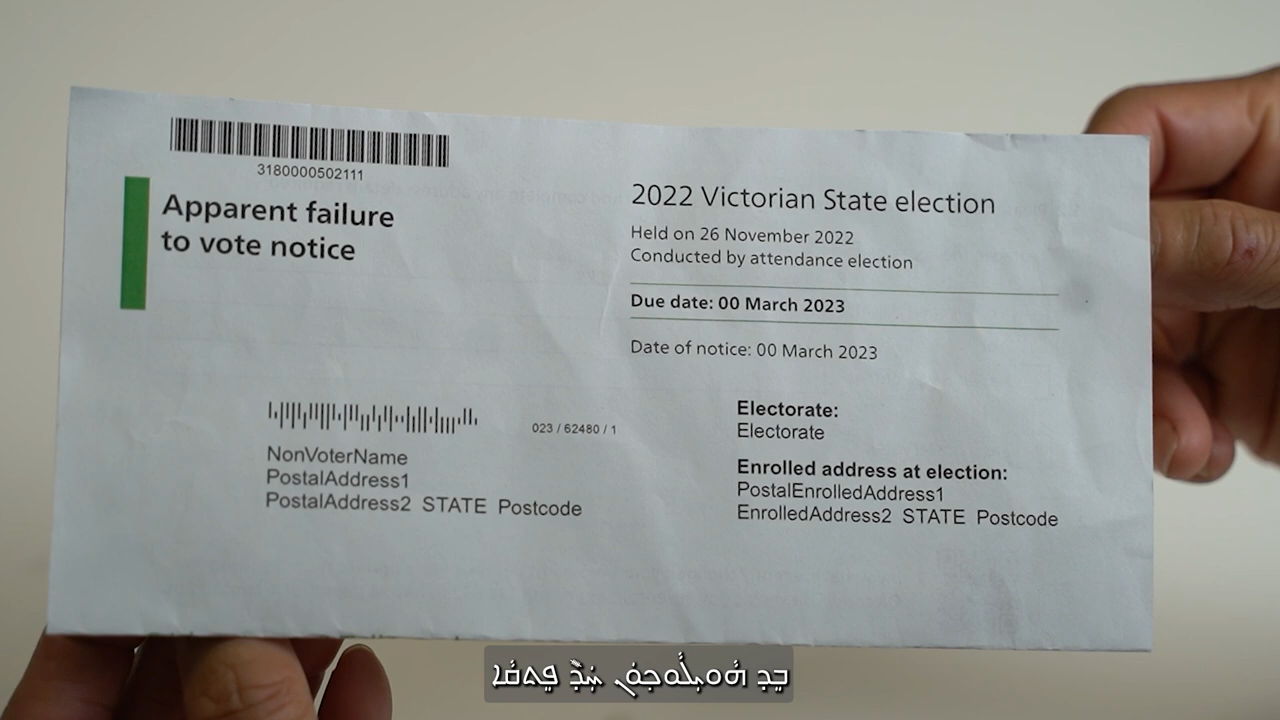 3180000502111
Apparent failure
to vote notice
2022 Victorian State election
Held on 26 November 2022
Conducted by attendance election
Due date: 00 March 2023
Date of notice: 00 March 2023
023 / 62480 / 1
NonVoterName
PostalAddress1
PostalAddress2 STATE Postcode
Electorate:
Electorate
Enrolled address at election:
PostalEnrolledAddress1
EnrolledAddress2 STATE Postcode
ܒܸܕ ܚܲܕ݇ ܦܸܬܩܵܐ